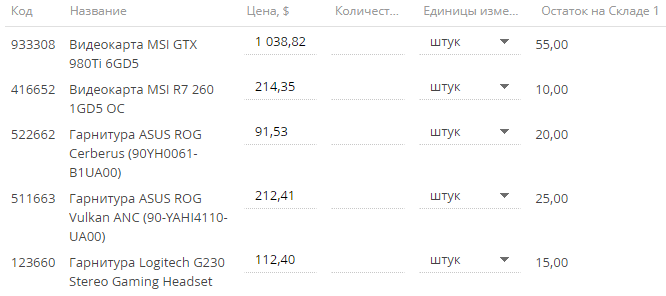 Код Название Цена, $ Количест... Единицы изме... Остаток на Складе 1
933308 Видеокарта MSI GTX 1 038,82 штук 55,00
980Ti 6GD5
416652 Видеокарта MSI R7 260 214,35 штук 10,00
1GD5 OC
522662 Гарнитура ASUS ROG 91,53 штук 20,00
Cerberus (90YH0061-
B1UA00)
511663 Гарнитура ASUS ROG 212,41 штук 25,00
Vulkan ANC (90-YAHI4110-
UA00)
123660 Гарнитура Logitech G230 112,40 штук 15,00
Stereo Gaming Headset